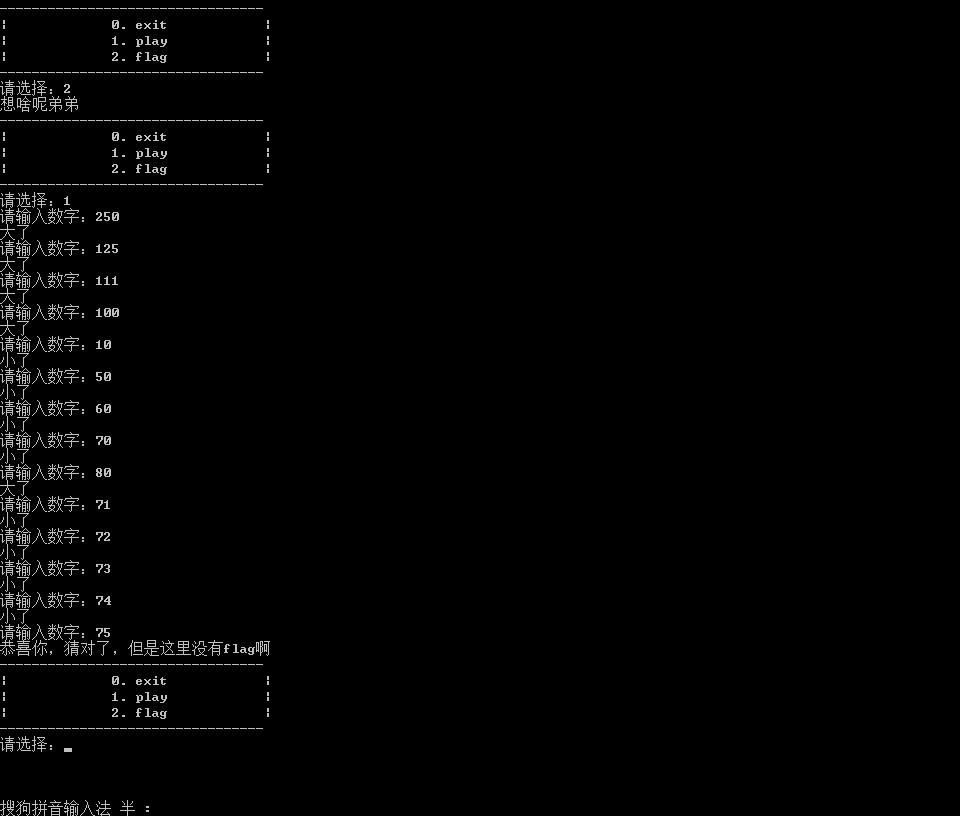 ---------------------------------
¦             0. exit            ¦
¦             1. play            ¦
¦             2. flag            ¦
---------------------------------
请选择：2
想啥呢弟弟
---------------------------------
¦             0. exit            ¦
¦             1. play            ¦
¦             2. flag            ¦
---------------------------------
请选择：1
请输入数字：250
大了
请输入数字：125
大了
请输入数字：111
大了
请输入数字：100
大了
请输入数字：10
小了
请输入数字：50
小了
请输入数字：60
小了
请输入数字：70
小了
请输入数字：80
大了
请输入数字：71
小了
请输入数字：72
小了
请输入数字：73
小了
请输入数字：74
小了
请输入数字：75
恭喜你，猜对了，但是这里没有flag啊
---------------------------------
¦             0. exit            ¦
¦             1. play            ¦
¦             2. flag            ¦
---------------------------------
请选择：
搜狗拼音输入法 半 :